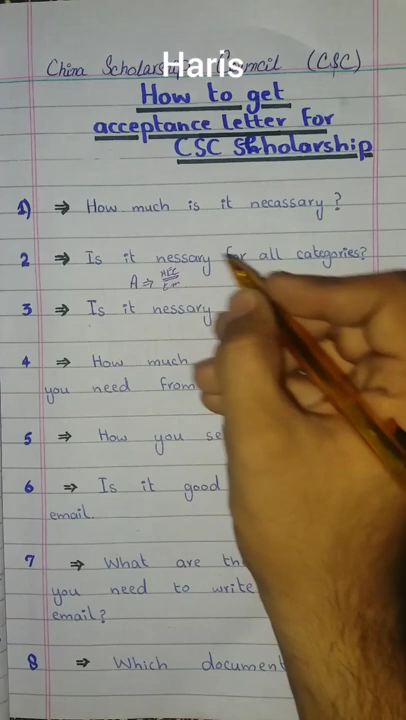 Haris
China Scholarship Council (CSC)
How to get
acceptance letter For
CSC Scholarship
1) ⇒ How much is it necassary?
2 ⇒ Is it nessary for all categories?
A ⇒
3 ⇒ Is it nessary
4 ⇒ How much
you need from
5 ⇒ How you se
6 ⇒ Is it good
email.
7 ⇒ What are th
you need to write
email?
8 ⇒ Which document